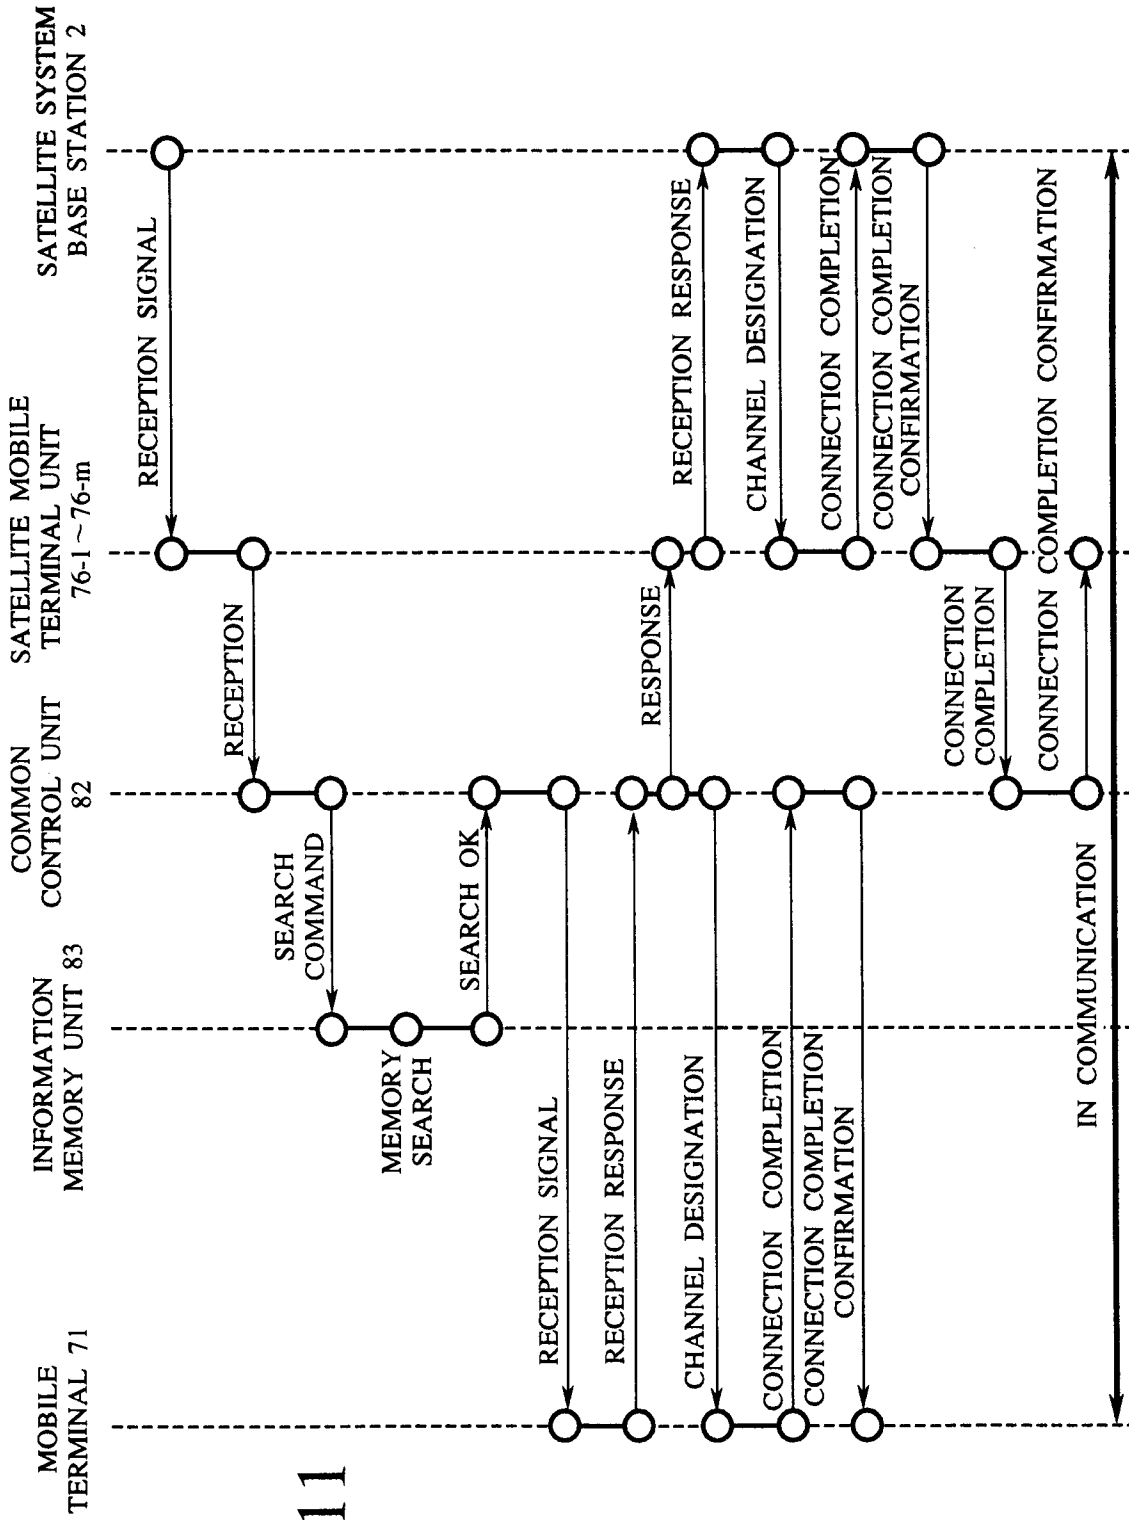 MOBILE
TERMINAL 71
INFORMATION
MEMORY UNIT 83
COMMON
CONTROL UNIT
82
SATELLITE MOBILE
TERMINAL UNIT
76-1 ~ 76-m
SATELLITE SYSTEM
BASE STATION 2
RECEPTION SIGNAL
RECEPTION
SEARCH
COMMAND
MEMORY
SEARCH
SEARCH OK
RECEPTION SIGNAL
RECEPTION RESPONSE
RESPONSE
RECEPTION RESPONSE
CHANNEL DESIGNATION
CHANNEL DESIGNATION
CONNECTION COMPLETION
CONNECTION COMPLETION
CONFIRMATION
CONNECTION COMPLETION
CONNECTION COMPLETION
CONFIRMATION
CONNECTION
COMPLETION
CONNECTION COMPLETION CONFIRMATION
IN COMMUNICATION
11